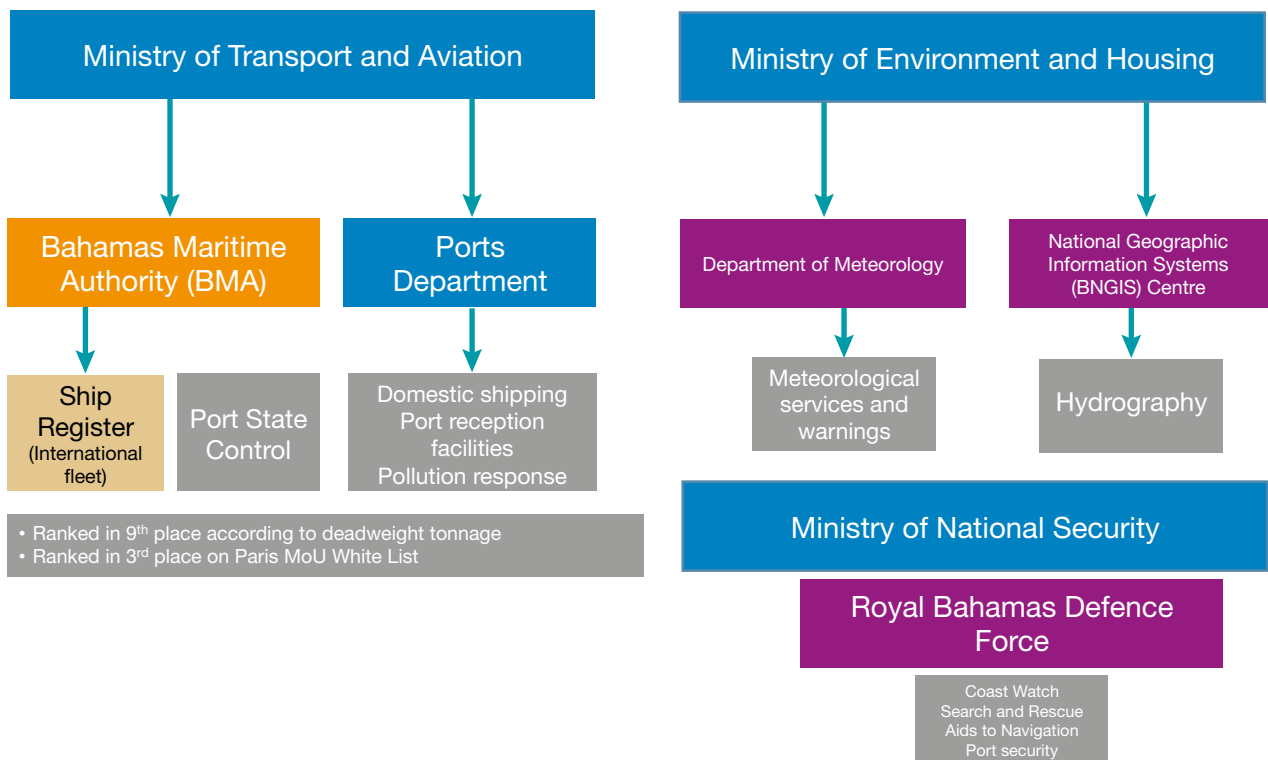 Ministry of Transport and Aviation
Bahamas Maritime
Authority (BMA)
Ports
Department
Ship
Register
(International
fleet)
Port State
Control
Domestic shipping
Port reception
facilities
Pollution response
• Ranked in 9th place according to deadweight tonnage
• Ranked in 3rd place on Paris MoU White List
Ministry of Environment and Housing
Department of Meteorology
National Geographic
Information Systems
(BNGIS) Centre
Meteorological
services and
warnings
Hydrography
Ministry of National Security
Royal Bahamas Defence
Force
Coast Watch
Search and Rescue
Aids to Navigation
Port security